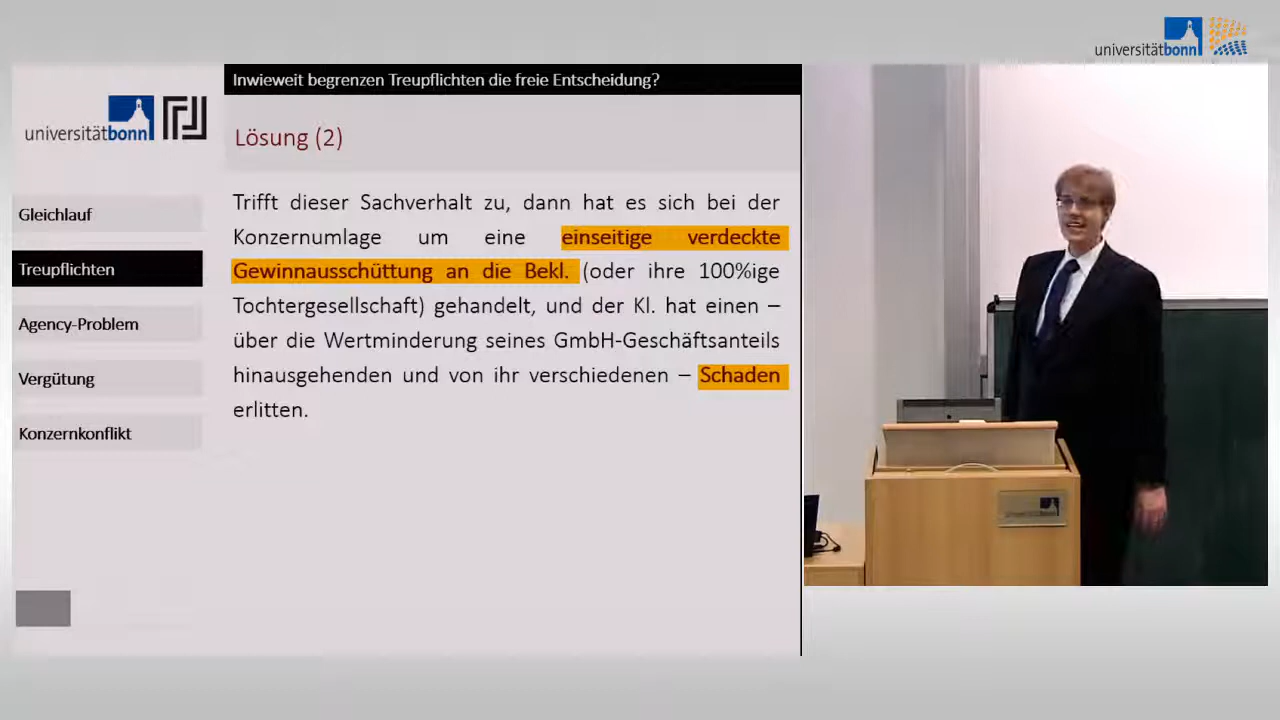 universitätbonn
Inwieweit begrenzen Treupflichten die freie Entscheidung?
universitätbonn
Lösung (2)
Gleichlauf
Treupflichten
Agency-Problem
Vergütung
Konzernkonflikt
Trifft dieser Sachverhalt zu, dann hat es sich bei der
Konzernumlage um eine einseitige verdeckte
Gewinnausschüttung an die Bekl. (oder ihre 100%ige
Tochtergesellschaft) gehandelt, und der Kl. hat einen –
über die Wertminderung seines GmbH-Geschäftsanteils
hinausgehenden und von ihr verschiedenen – Schaden
erlitten.